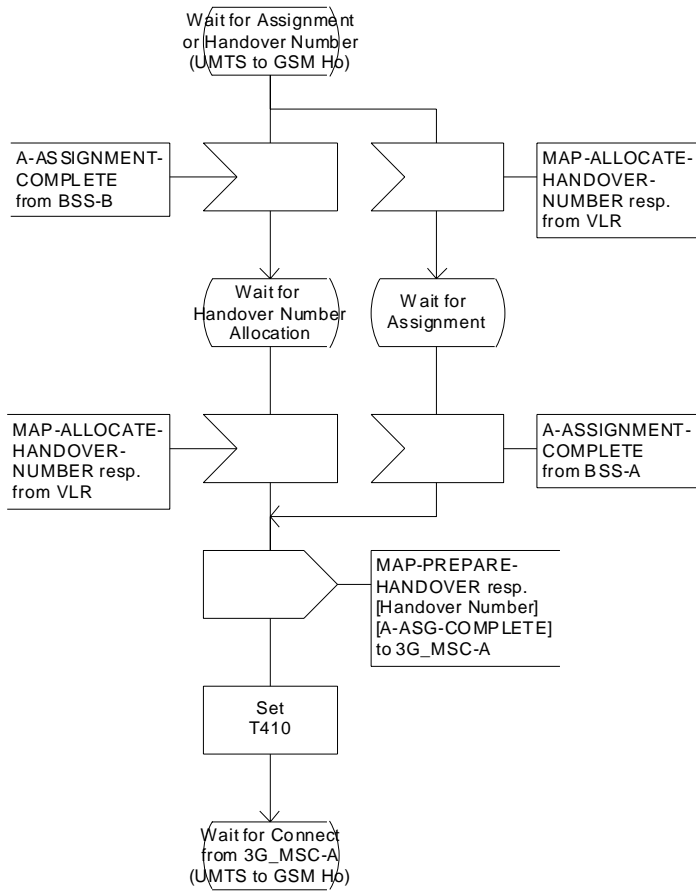 Wait for Assignment
or Handover Number
(UMTS to GSM Ho)
A-ASSIGNMENT-
COMPLETE
from BSS-B
MAP-ALLOCATE-
HANDOVER-
NUMBER resp.
from VLR
Wait for
Handover Number
Allocation
Wait for
Assignment
MAP-ALLOCATE-
HANDOVER-
NUMBER resp.
from VLR
A-ASSIGNMENT-
COMPLETE
from BSS-A
MAP-PREPARE-
HANDOVER resp.
[Handover Number]
[A-ASG-COMPLETE]
to 3G_MSC-A
Set
T410
Wait for Connect
from 3G_MSC-A
(UMTS to GSM Ho)